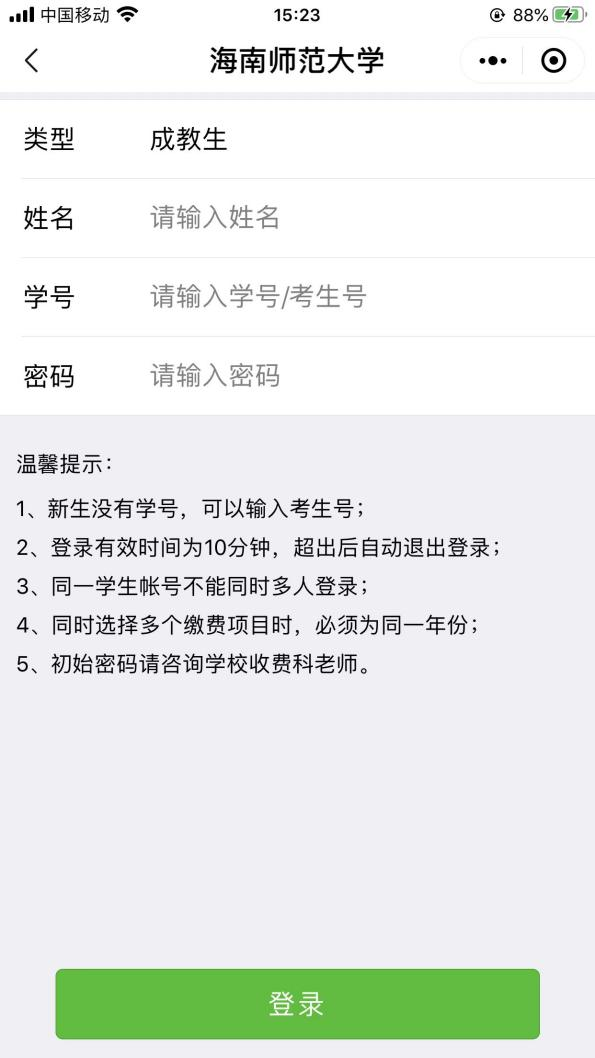 中国移动 15:23 88%
海南师范大学
类型 成教生
姓名 请输入姓名
学号 请输入学号/考生号
密码 请输入密码
温馨提示：
1、新生没有学号，可以输入考生号；
2、登录有效时间为10分钟，超出后自动退出登录；
3、同一学生帐号不能同时多人登录；
4、同时选择多个缴费项目时，必须为同一年份；
5、初始密码请咨询学校收费科老师。
登录